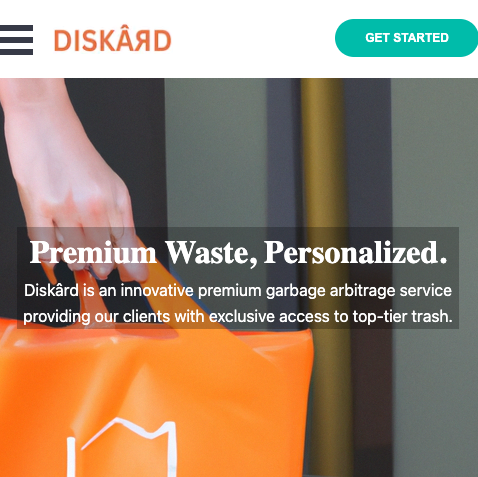 DISKÂЯD
GET STARTED
Premium Waste, Personalized.
Diskârd is an innovative premium garbage arbitrage service
providing our clients with exclusive access to top-tier trash.